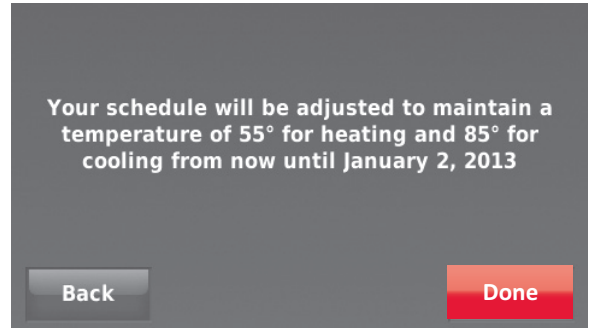 Your schedule will be adjusted to maintain a
temperature of 55° for heating and 85° for
cooling from now until January 2, 2013
Back
Done